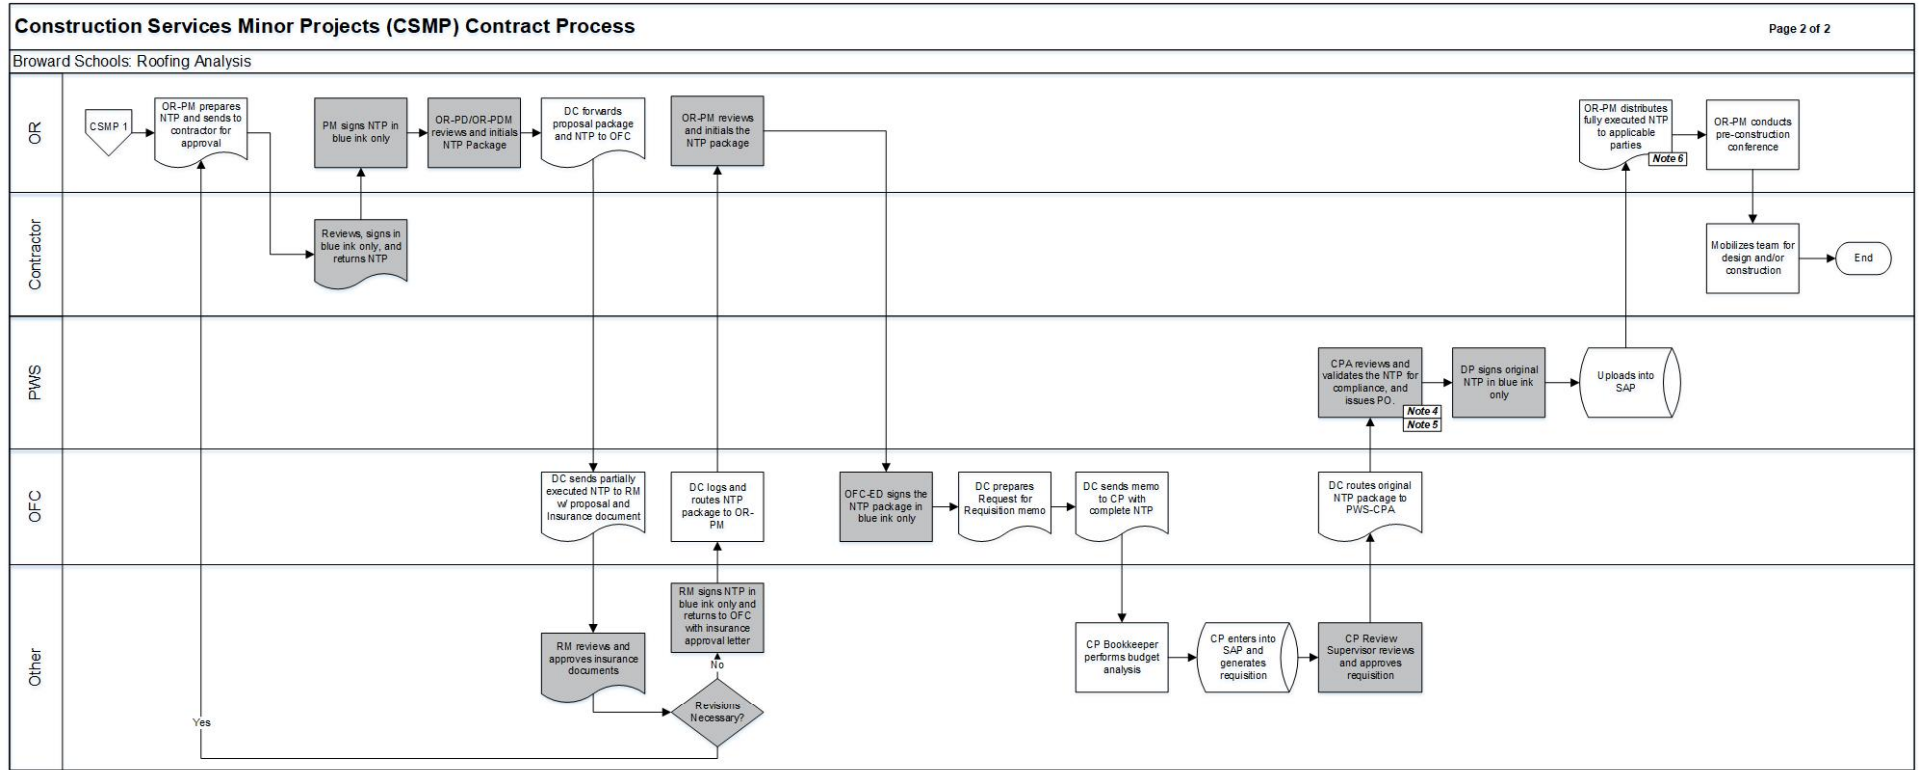 Construction Services Minor Projects (CSMP) Contract Process
Page 2 of 2
Broward Schools: Roofing Analysis
OR
CSMP 1
OR-PM prepares
NTP and sends to
contractor for
approval
PM signs NTP in
blue ink only
OR-PD/OR-PDM
reviews and initials
NTP Package
DC forwards
proposal package
and NTP to OFC
OR-PM reviews
and initials the
NTP package
OR-PM distributes
fully executed NTP
to applicable
parties
Note 6
OR-PM conducts
pre-construction
conference
Contractor
Reviews, signs in
blue ink only, and
returns NTP
Mobilizes team for
design and/or
construction
End
PWS
CPA reviews and
validates the NTP for
compliance, and
issues PO.
Note 4
Note 5
DP signs original
NTP in blue ink
only
Uploads into
SAP
OFC
DC sends partially
executed NTP to RM
w/ proposal and
Insurance document
DC logs and
routes NTP
package to OR-
PM
OFC-ED signs the
NTP package in
blue ink only
DC prepares
Request for
Requisition memo
DC sends memo
to CP with
complete NTP
DC routes original
NTP package to
PWS-CPA
Other
RM reviews and
approves insurance
documents
RM signs NTP in
blue ink only and
returns to OFC
with insurance
approval letter
No
Revisions
Necessary?
Yes
CP Bookkeeper
performs budget
analysis
CP enters into
SAP and
generates
requisition
CP Review
Supervisor reviews
and approves
requisition